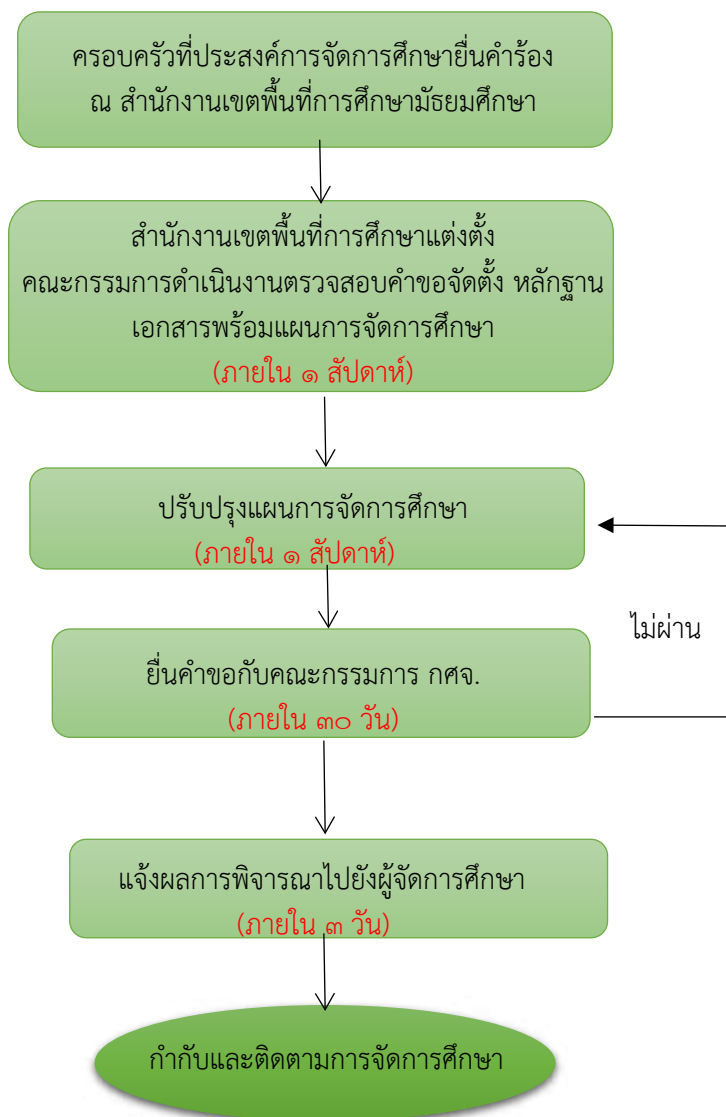 ครอบครัวที่ประสงค์การจัดการศึกษายื่นคำร้อง
ณ สำนักงานเขตพื้นที่การศึกษามัธยมศึกษา
สำนักงานเขตพื้นที่การศึกษาแต่งตั้ง
คณะกรรมการดำเนินงานตรวจสอบคำขอจัดตั้ง หลักฐาน
เอกสารพร้อมแผนการจัดการศึกษา
(ภายใน ๑ สัปดาห์)
ปรับปรุงแผนการจัดการศึกษา
(ภายใน ๑ สัปดาห์)
ไม่ผ่าน
ยื่นคำขอกับคณะกรรมการ กศจ.
(ภายใน ๓๐ วัน)
แจ้งผลการพิจารณาไปยังผู้จัดการศึกษา
(ภายใน ๓ วัน)
กำกับและติดตามการจัดการศึกษา